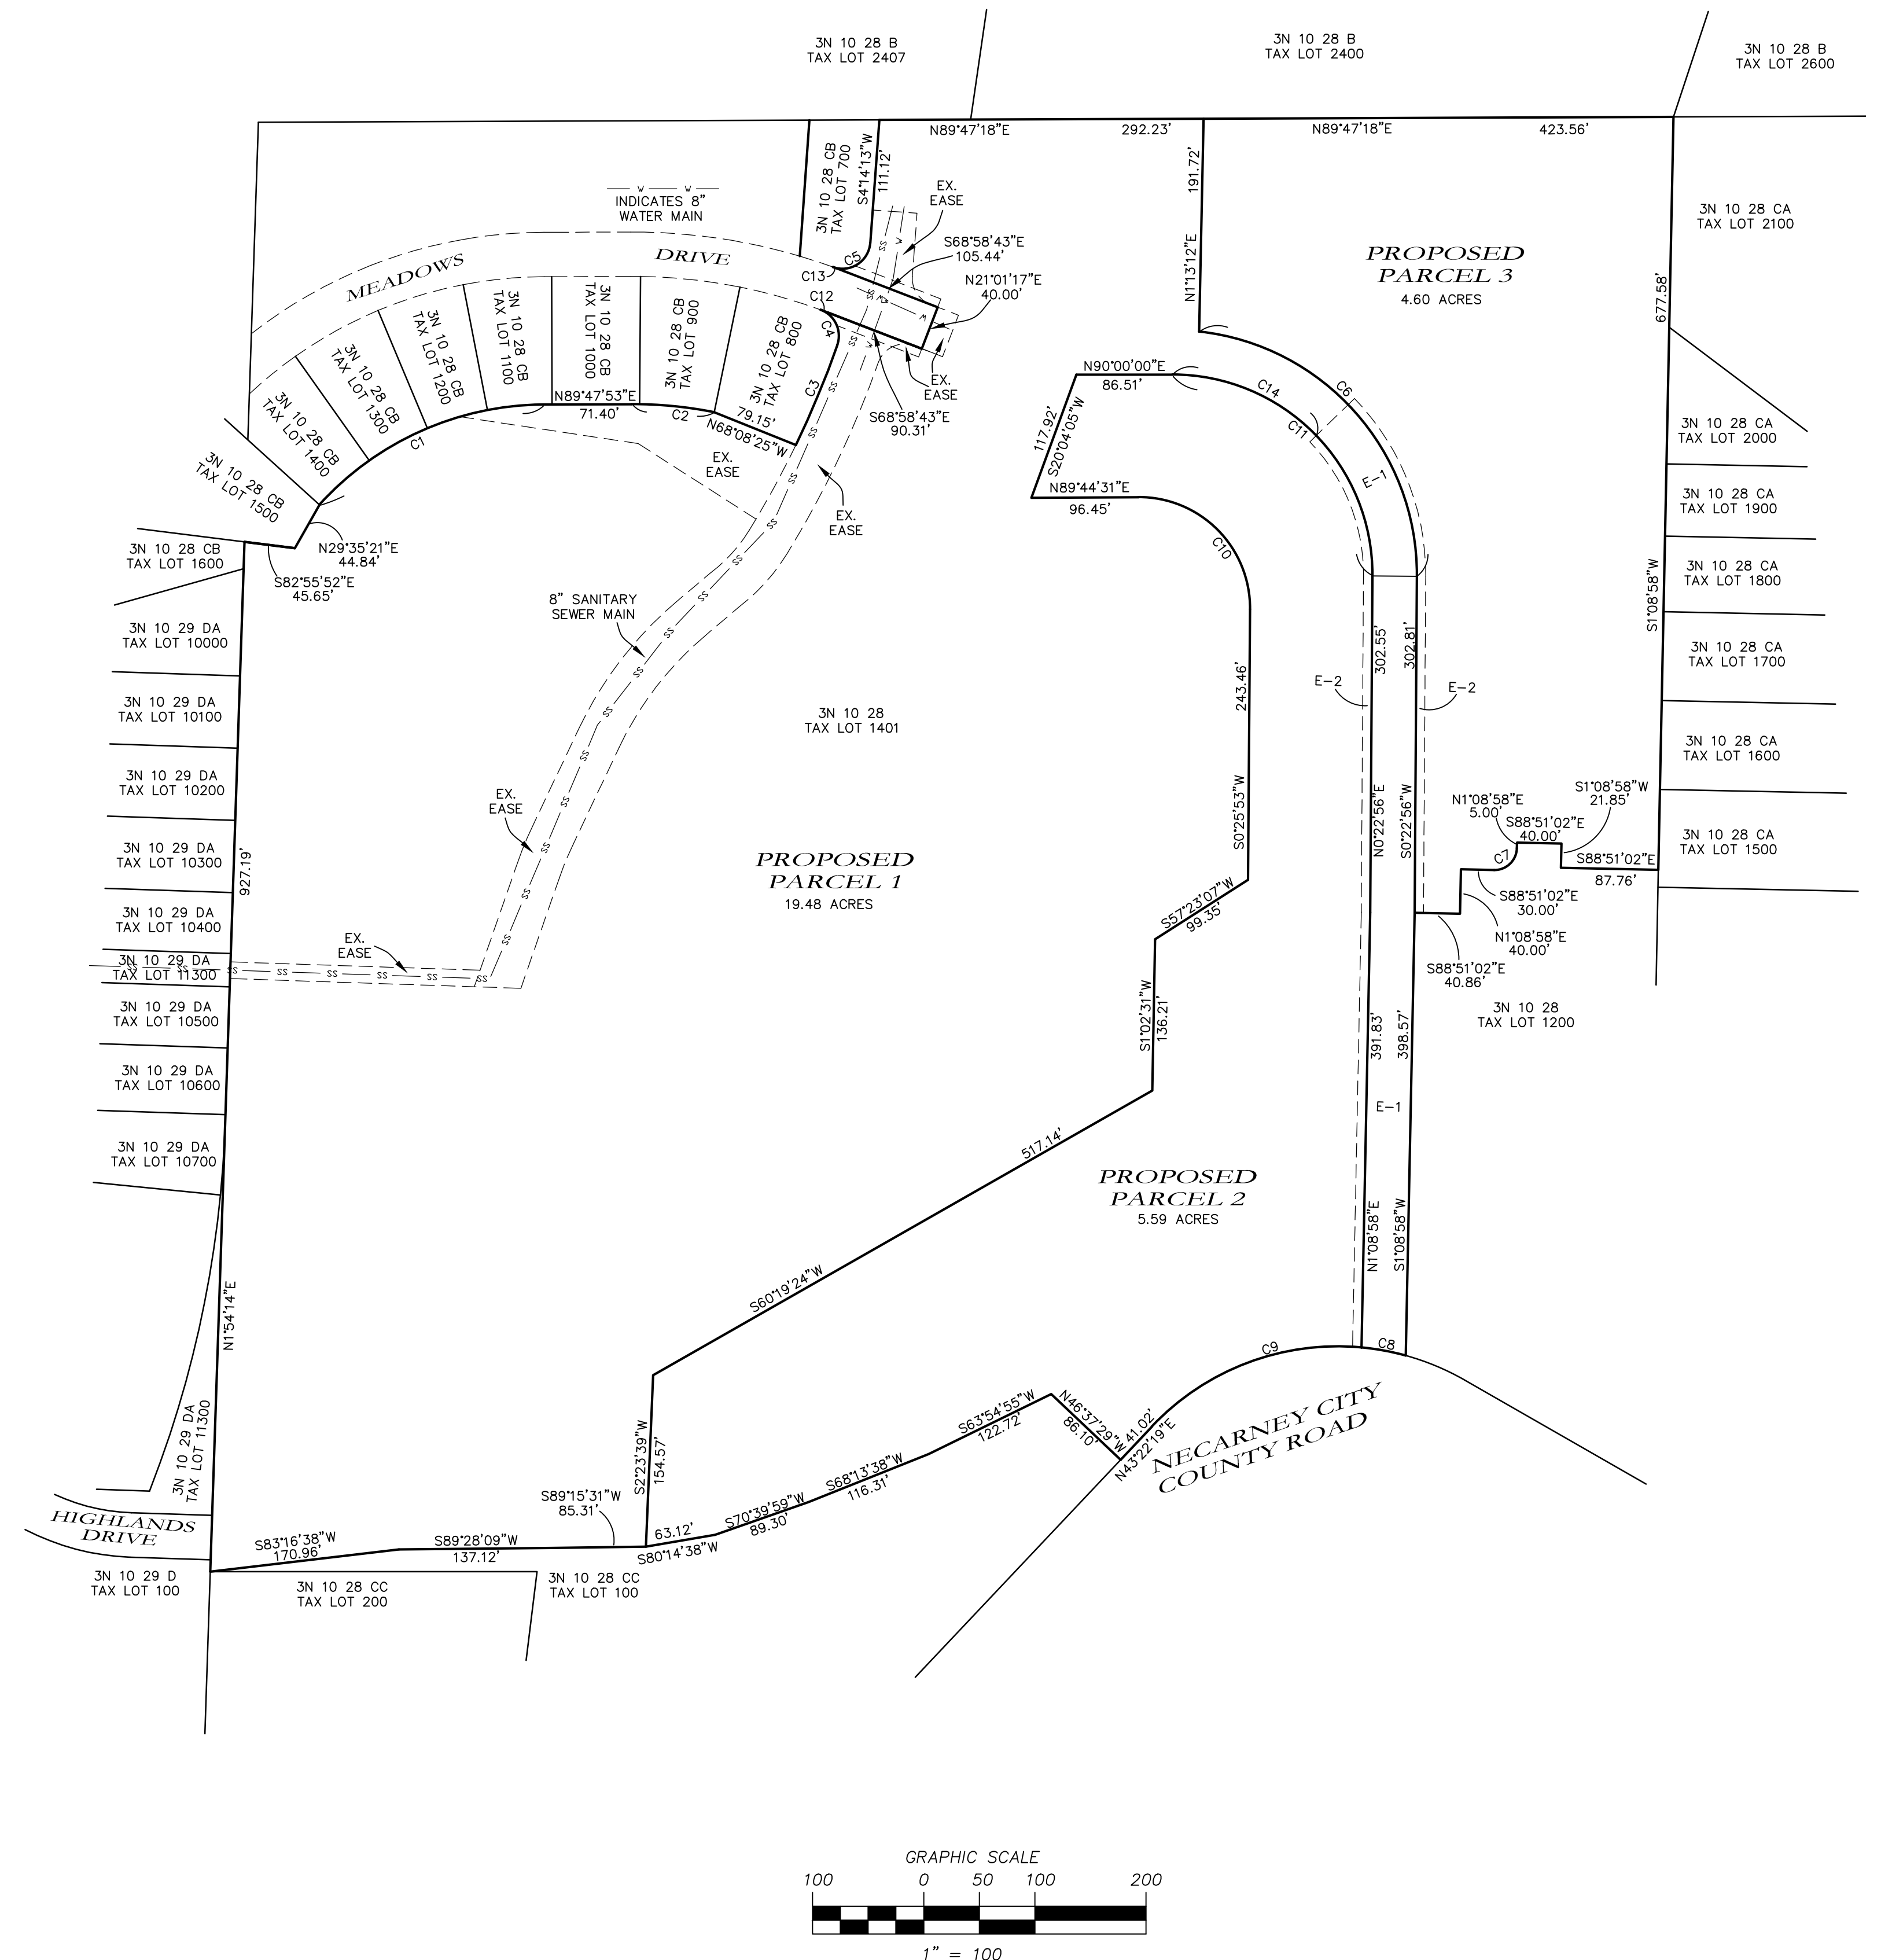 3N 10 28 B
TAX LOT 2407
3N 10 28 B
TAX LOT 2400
3N 10 28 B
TAX LOT 2600
N89°47'18"E
292.23'
N89°47'18"E
423.56'
3N 10 28 CB
TAX LOT 700
S4°14'13"W
111.12'
191.72'
N1°13'12"E
W W
INDICATES 8"
WATER MAIN
EX.
EASE
S68°58'43"E
105.44'
N21°01'17"E
40.00'
PROPOSED
PARCEL 3
4.60 ACRES
3N 10 28 CA
TAX LOT 2100
677.58'
MEADOWS
DRIVE
C13
C5
C12
C4
C3
SS
W
3N 10 28 CB
TAX LOT 800
3N 10 28 CB
TAX LOT 900
3N 10 28 CB
TAX LOT 1000
3N 10 28 CB
TAX LOT 1100
3N 10 28 CB
TAX LOT 1200
3N 10 28 CB
TAX LOT 1300
3N 10 28 CB
TAX LOT 1400
3N 10 28 CB
TAX LOT 1500
N89°47'53"E
71.40'
C2
C1
79.15'
N68°08'25"W
EX.
EASE
S68°58'43"E
90.31'
EX.
EASE
EX.
EASE
N90°00'00"E
86.51'
C14
C6
C11
E-1
117.92'
S20°04'05"W
N89°44'31"E
96.45'
C10
3N 10 28 CA
TAX LOT 2000
3N 10 28 CA
TAX LOT 1900
3N 10 28 CA
TAX LOT 1800
3N 10 28 CA
TAX LOT 1700
3N 10 28 CA
TAX LOT 1600
3N 10 28 CA
TAX LOT 1500
S1°08'58"W
3N 10 28 CB
TAX LOT 1600
N29°35'21"E
44.84'
S82°55'52"E
45.65'
8" SANITARY
SEWER MAIN
3N 10 29 DA
TAX LOT 10000
3N 10 29 DA
TAX LOT 10100
3N 10 29 DA
TAX LOT 10200
3N 10 29 DA
TAX LOT 10300
3N 10 29 DA
TAX LOT 10400
3N 10 29 DA
TAX LOT 11300
3N 10 29 DA
TAX LOT 10500
3N 10 29 DA
TAX LOT 10600
3N 10 29 DA
TAX LOT 10700
927.19'
N1°54'14"E
EX.
EASE
EX.
EASE
3N 10 28
TAX LOT 1401
PROPOSED
PARCEL 1
19.48 ACRES
243.46'
S0°25'53"W
302.55'
302.81'
E-2
E-2
N0°22'56"E
S0°22'56"W
N1°08'58"E
5.00'
S88°51'02"E
40.00'
S1°08'58"W
21.85'
C7
S88°51'02"E
87.76'
S88°51'02"E
30.00'
N1°08'58"E
40.00'
S88°51'02"E
40.86'
3N 10 28
TAX LOT 1200
S57°23'07"W
99.35'
S1°02'31"W
136.21'
391.83'
398.57'
E-1
517.14'
S60°19'24"W
PROPOSED
PARCEL 2
5.59 ACRES
N1°08'58"E
S1°08'58"W
C9
C8
NECARNEY CITY
COUNTY ROAD
41.02'
N43°22'19"E
N46°37'29"W
86.10'
S63°54'55"W
122.72'
S68°13'38"W
116.31'
S70°39'59"W
89.30'
63.12'
S80°14'38"W
S2°23'39"W
154.57'
S89°15'31"W
85.31'
S89°28'09"W
137.12'
S83°16'38"W
170.96'
3N 10 29 DA
TAX LOT 11300
HIGHLANDS
DRIVE
3N 10 29 D
TAX LOT 100
3N 10 28 CC
TAX LOT 200
3N 10 28 CC
TAX LOT 100
GRAPHIC SCALE
100 0 50 100 200
1" = 100